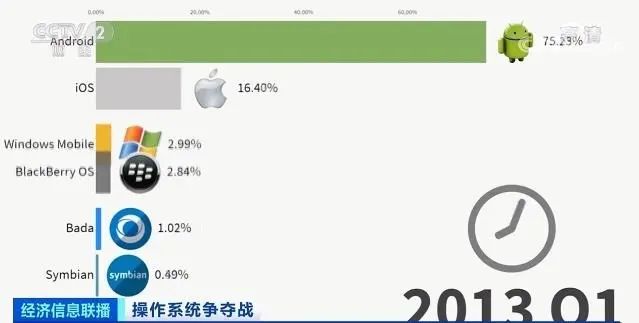 CCTV 2
财经
高清
0.00%
20.00%
40.00%
60.00%
Android 75.23%
iOS 16.40%
Windows Mobile 2.99%
BlackBerry OS 2.84%
Bada 1.02%
Symbian symbian 0.49%
2013 Q1
经济信息联播 操作系统争夺战